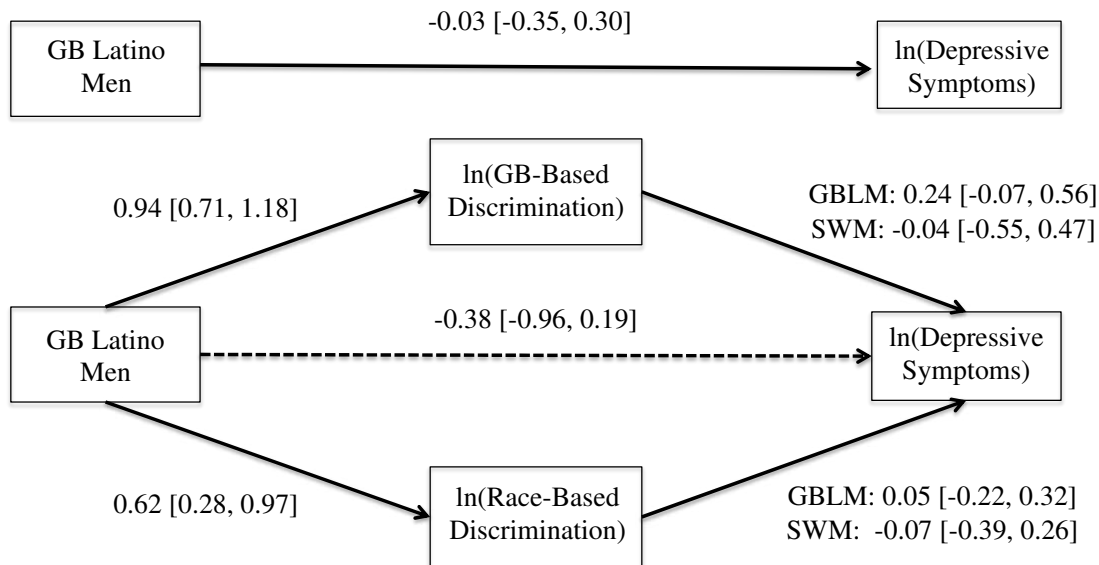 -0.03 [-0.35, 0.30]
GB Latino
Men
ln(Depressive
Symptoms)
ln(GB-Based
Discrimination)
0.94 [0.71, 1.18]
GBLM: 0.24 [-0.07, 0.56]
SWM: -0.04 [-0.55, 0.47]
GB Latino
Men
-0.38 [-0.96, 0.19]
ln(Depressive
Symptoms)
0.62 [0.28, 0.97]
ln(Race-Based
Discrimination)
GBLM: 0.05 [-0.22, 0.32]
SWM: -0.07 [-0.39, 0.26]